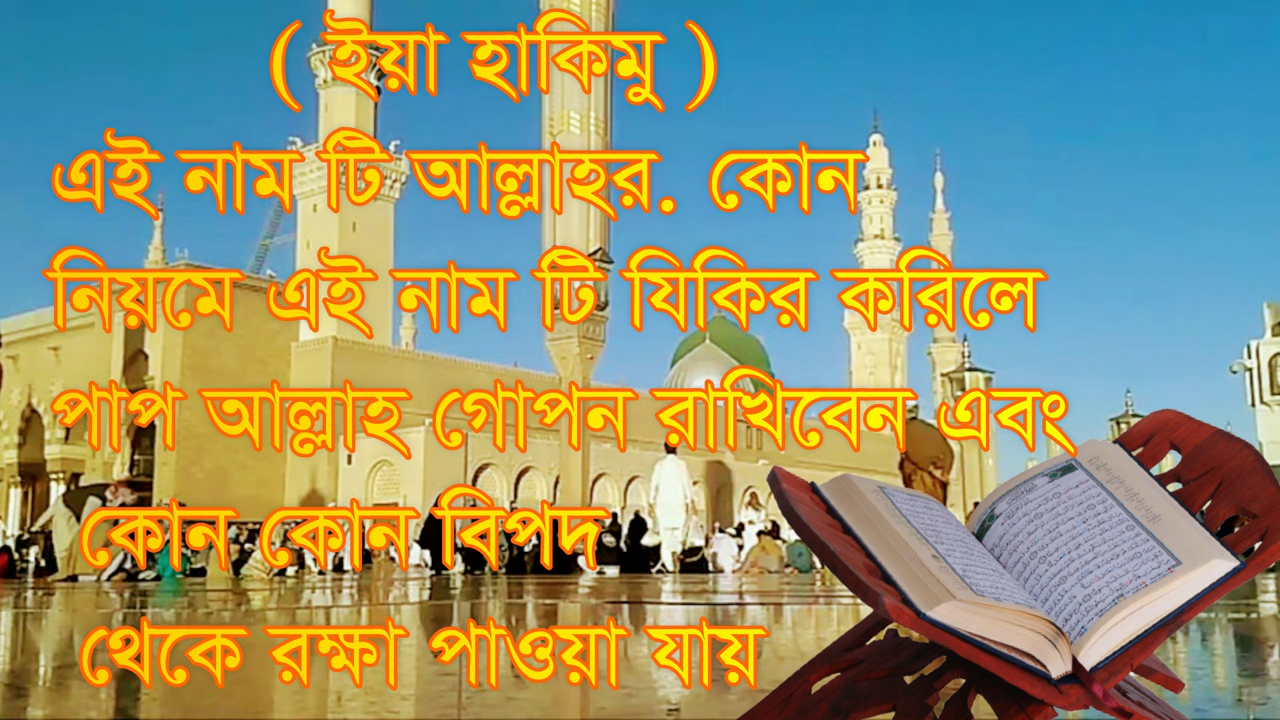 ( ইয়া হাকিমু )
এই নাম টি আল্লাহর. কোন
নিয়মে এই নাম টি যিকির করিলে
পাপ আল্লাহ গোপন রাখিবেন এবং
কোন কোন বিপদ
থেকে রক্ষা পাওয়া যায়